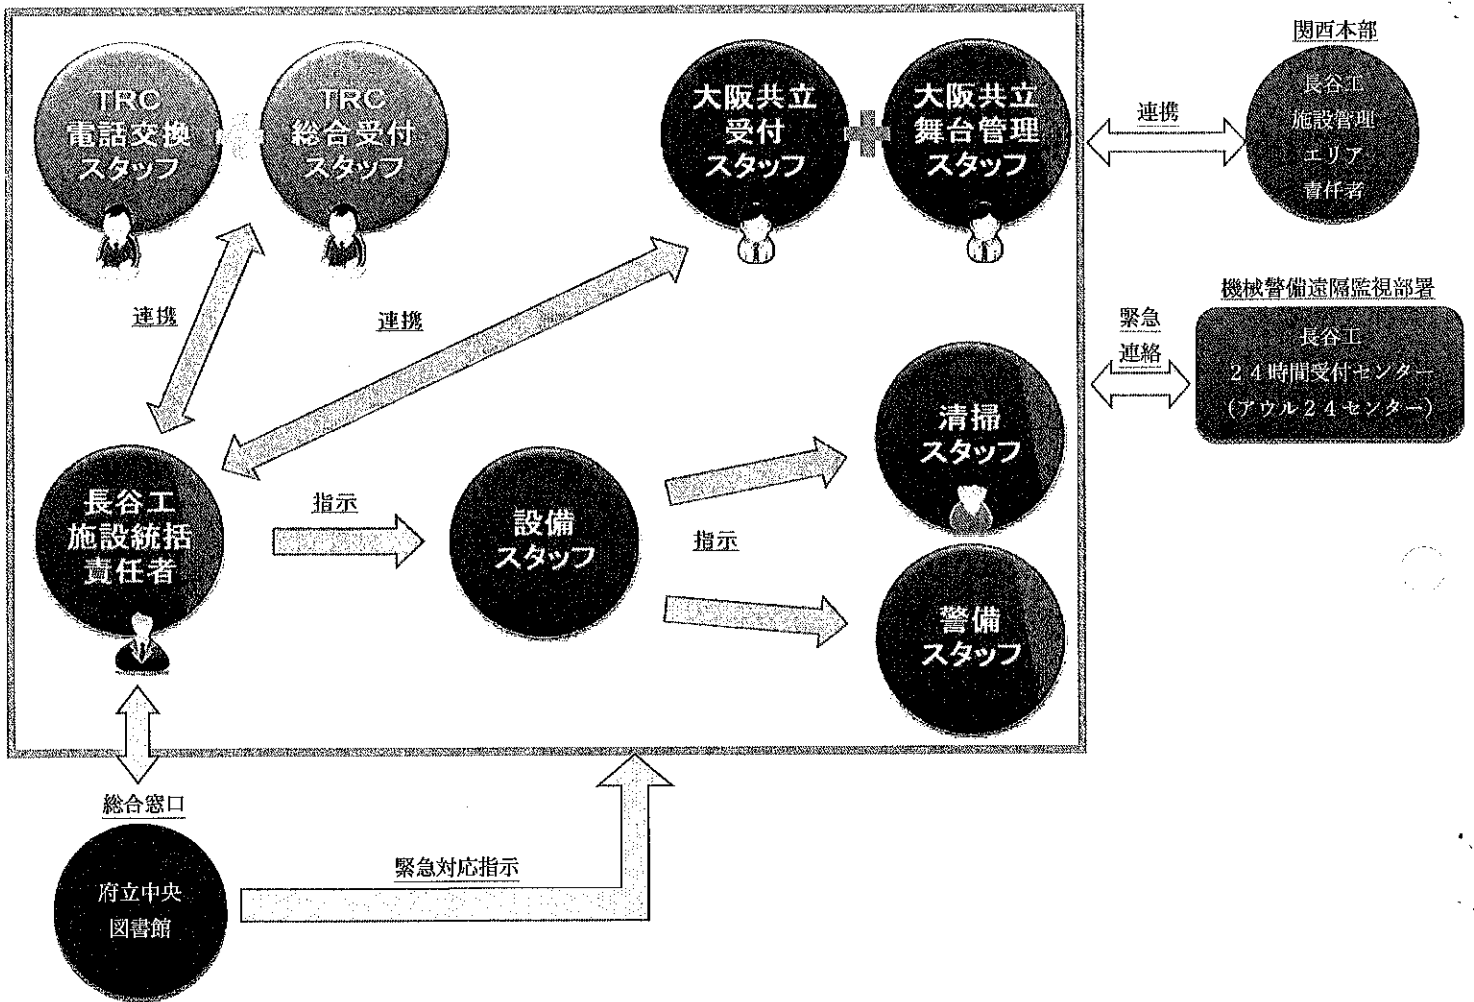 TRC
電話交換
スタッフ
TRC
総合受付
スタッフ
大阪共立
受付
スタッフ
大阪共立
舞台管理
スタッフ
連携
関西本部
長谷工
施設管理
エリア
責任者
連携
連携
機械警備遠隔監視部署
緊急
連絡
長谷工
24時間受付センター
(アウル24センター)
清掃
スタッフ
長谷工
施設統括
責任者
指示
設備
スタッフ
指示
警備
スタッフ
総合窓口
府立中央
図書館
緊急対応指示